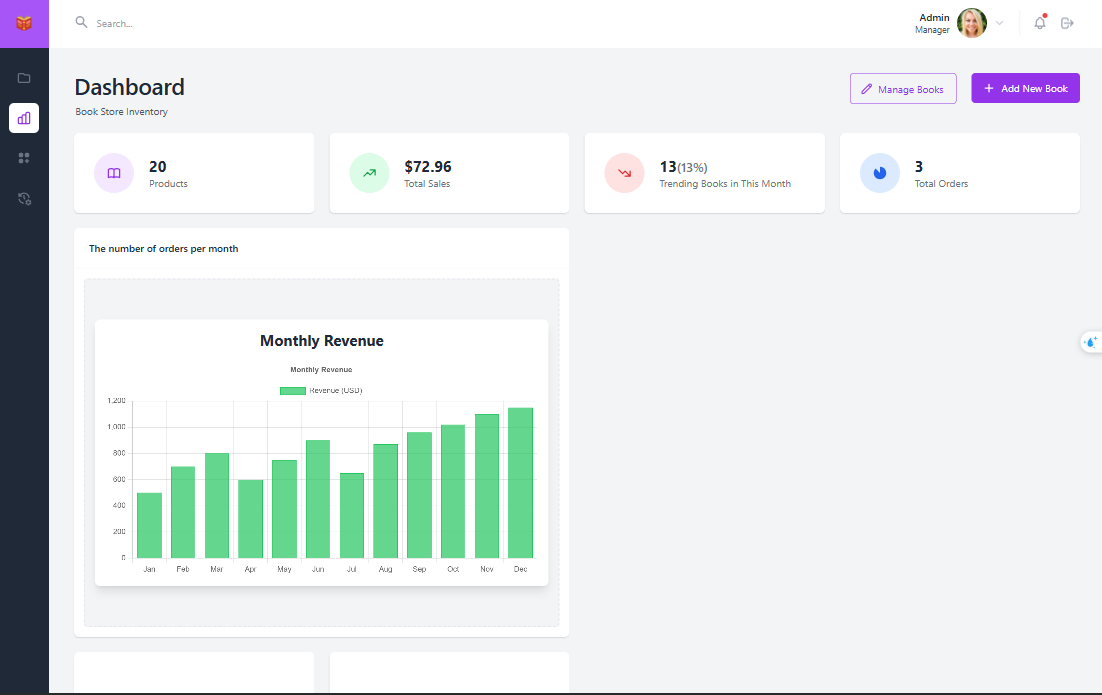 Search...
Admin
Manager
Dashboard
Book Store Inventory
Manage Books
Add New Book
20
Products
$72.96
Total Sales
13(13%)
Trending Books in This Month
3
Total Orders
The number of orders per month
Monthly Revenue
Monthly Revenue
Revenue (USD)
1,200
1,000
800
600
400
200
0
Jan Feb Mar Apr May Jun Jul Aug Sep Oct Nov Dec